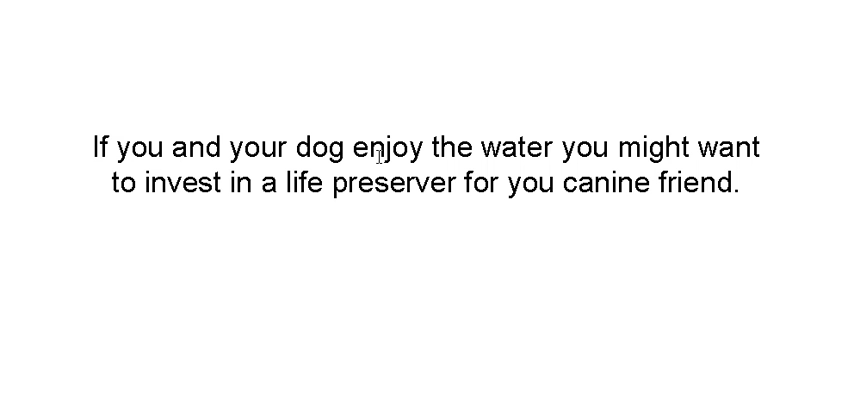 If you and your dog enjoy the water you might want
to invest in a life preserver for you canine friend.